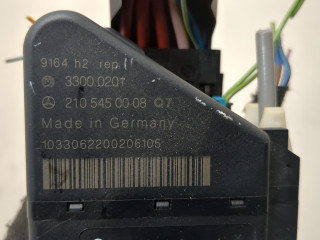 9164 h2 rep.
3300.0201
210 545 00 08 Q7
Made in Germany
1033062200206105